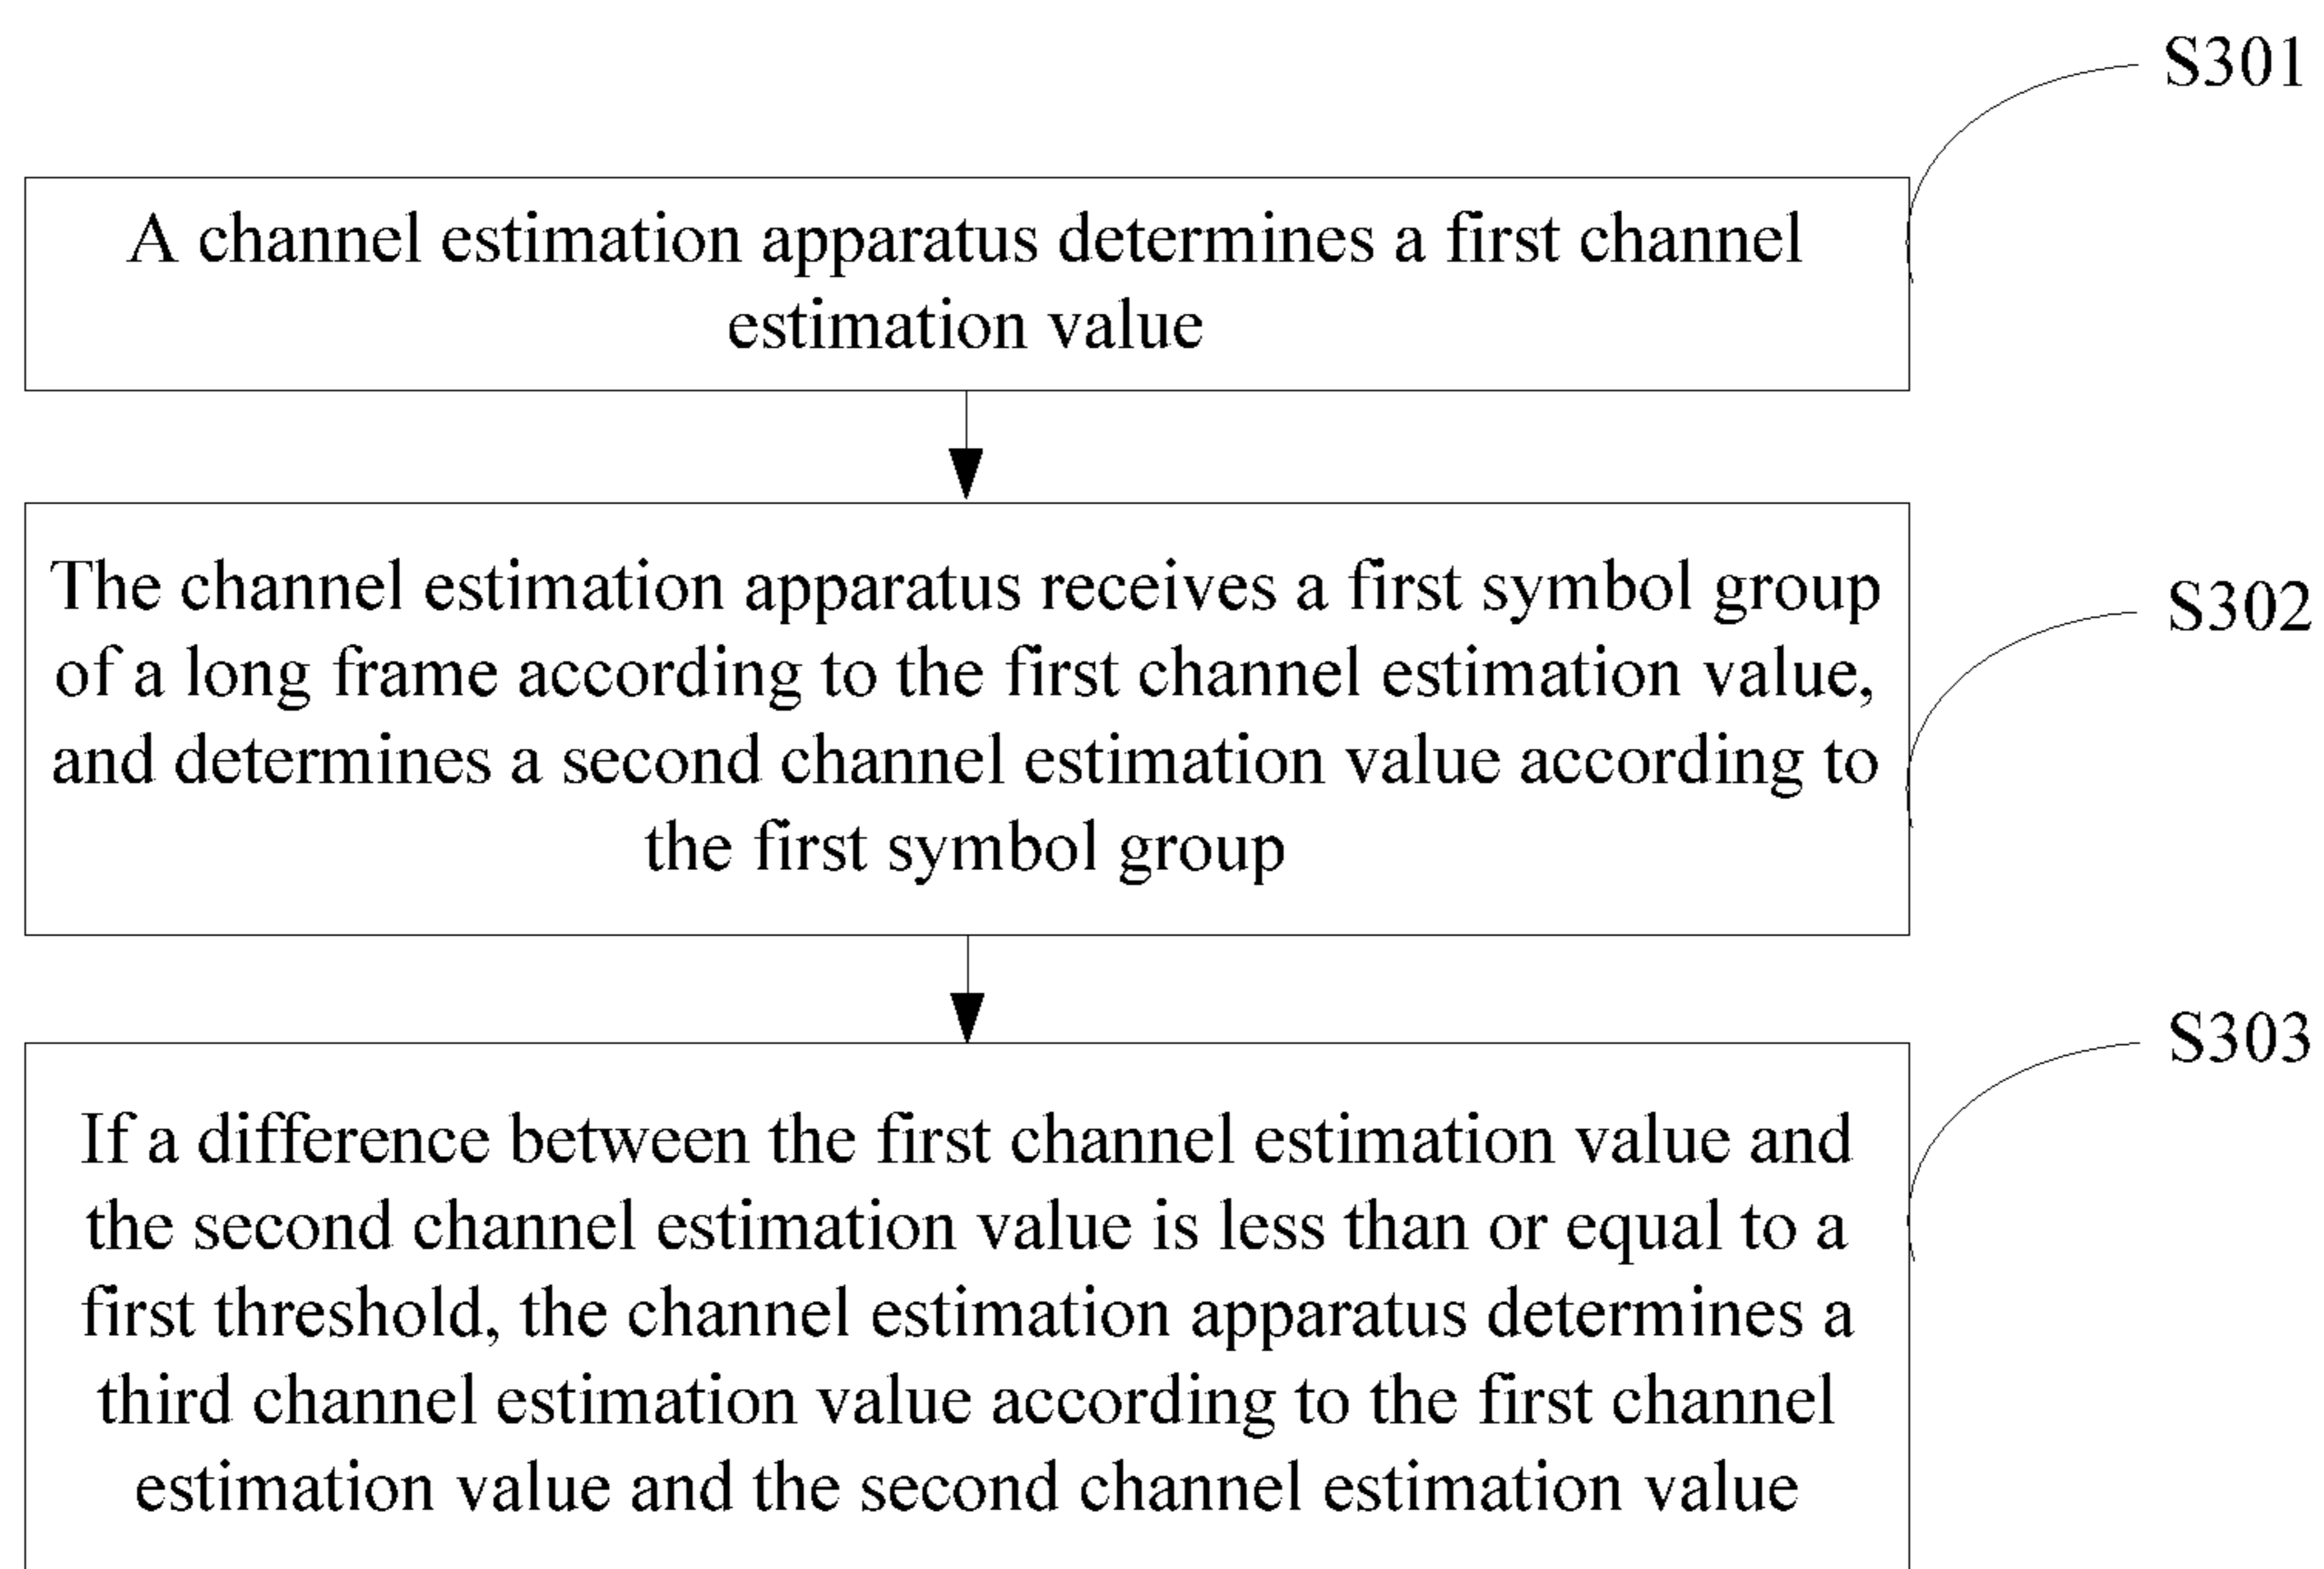 S301
A channel estimation apparatus determines a first channel
estimation value
The channel estimation apparatus receives a first symbol group
of a long frame according to the first channel estimation value,
and determines a second channel estimation value according to
the first symbol group
S302
If a difference between the first channel estimation value and
the second channel estimation value is less than or equal to a
first threshold, the channel estimation apparatus determines a
third channel estimation value according to the first channel
estimation value and the second channel estimation value
S303